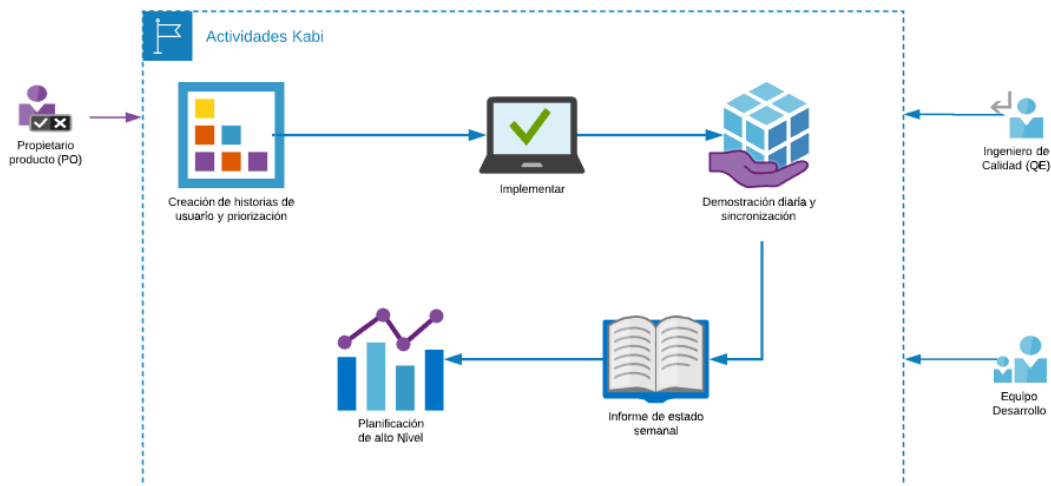 Actividades Kabi
Propietario
producto (PO)
Creación de historias de
usuario y priorización
Implementar
Demostración diaria y
sincronización
Ingeniero de
Calidad (QE)
Planificación
de alto Nivel
Informe de estado
semanal
Equipo
Desarrollo